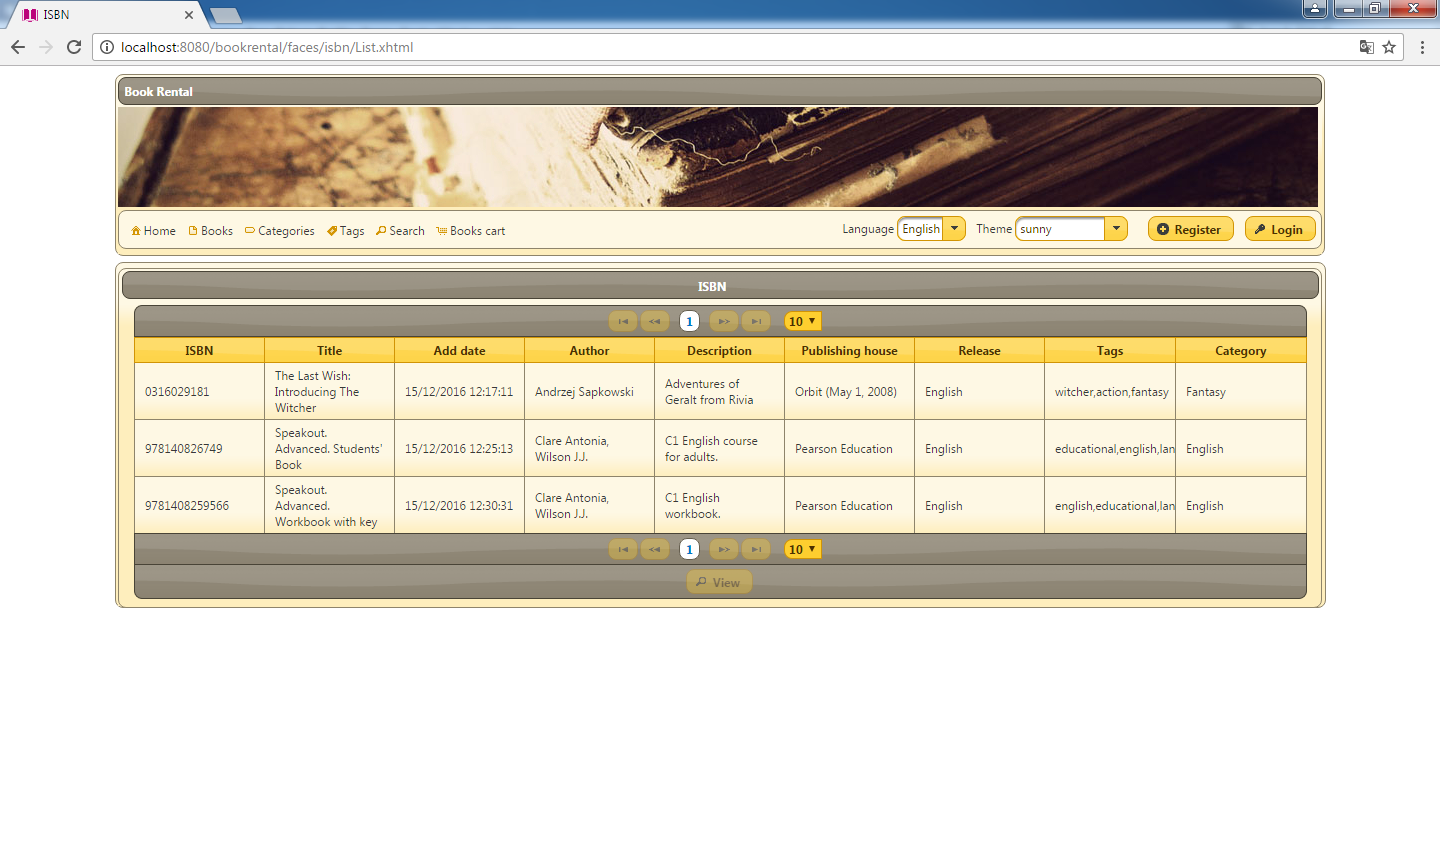 ISBN
localhost:8080/bookrental/faces/isbn/List.xhtml
Book Rental
Home Books Categories Tags Search Books cart Language English Theme sunny Register Login
ISBN
1 10
ISBN Title Add date Author Description Publishing house Release Tags Category
0316029181 The Last Wish: Introducing The Witcher 15/12/2016 12:17:11 Andrzej Sapkowski Adventures of Geralt from Rivia Orbit (May 1, 2008) English witcher,action,fantasy Fantasy
978140826749 Speakout. Advanced. Students' Book 15/12/2016 12:25:13 Clare Antonia, Wilson J.J. C1 English course for adults. Pearson Education English educational,english,lan English
9781408259566 Speakout. Advanced. Workbook with key 15/12/2016 12:30:31 Clare Antonia, Wilson J.J. C1 English workbook. Pearson Education English english,educational,lan English
1 10
View